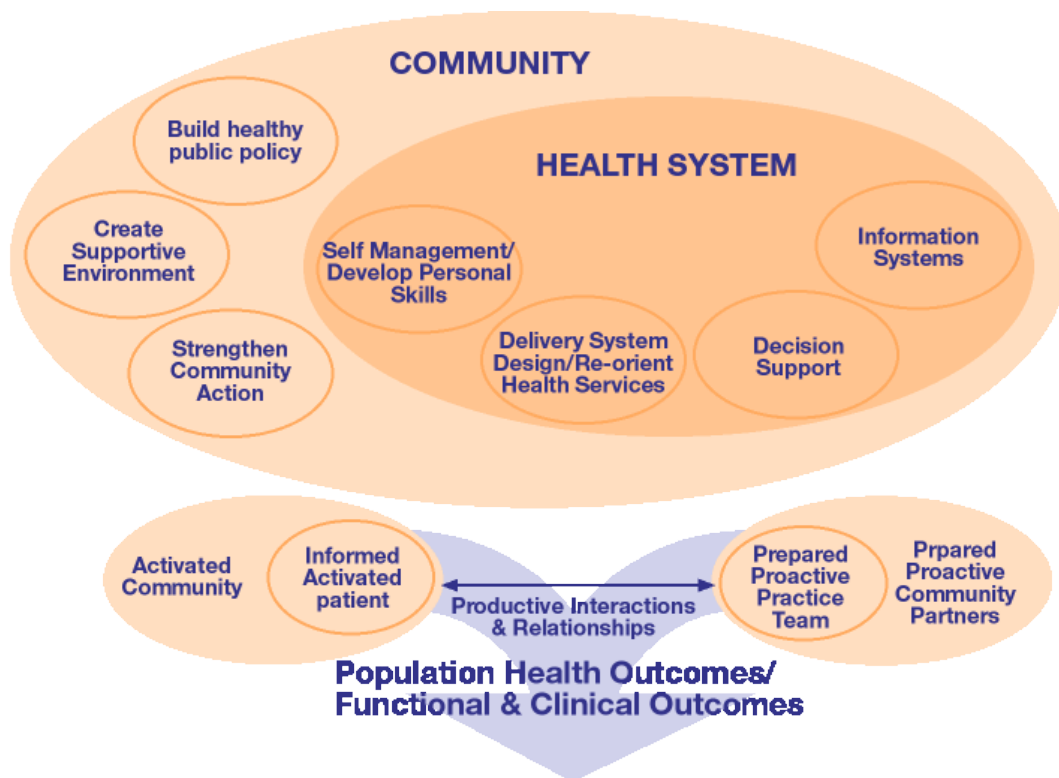 COMMUNITY
Build healthy
public policy
HEALTH SYSTEM
Create
Supportive
Environment
Self Management/
Develop Personal
Skills
Information
Systems
Strengthen
Community
Action
Delivery System
Design/Re-orient
Health Services
Decision
Support
Activated
Community
Informed
Activated
patient
Productive Interactions
& Relationships
Prepared
Proactive
Practice
Team
Prpared
Proactive
Community
Partners
Population Health Outcomes/
Functional & Clinical Outcomes